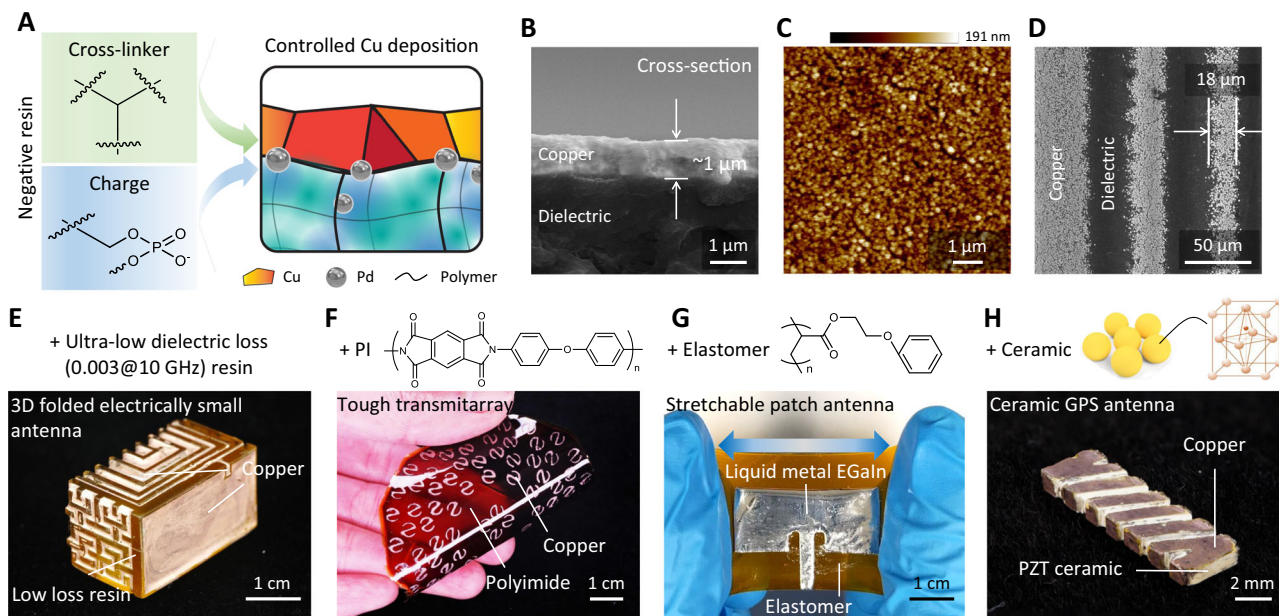 A
Negative resin
Cross-linker
Charge
O
O
P
O
O⁻
Controlled Cu deposition
Cu
Pd
Polymer
B
Cross-section
Copper
~1 µm
Dielectric
1 µm
C
191 nm
1 µm
D
18 µm
Copper
Dielectric
50 µm
E
+ Ultra-low dielectric loss
(0.003@10 GHz) resin
3D folded electrically small
antenna
Copper
Low loss resin
1 cm
F
+ PI
O
O
N
N
O
O
O
n
Tough transmitarray
Copper
Polyimide
1 cm
G
+ Elastomer
O
O
O
n
Stretchable patch antenna
Liquid metal EGaIn
Elastomer
1 cm
H
+ Ceramic
Ceramic GPS antenna
Copper
PZT ceramic
2 mm